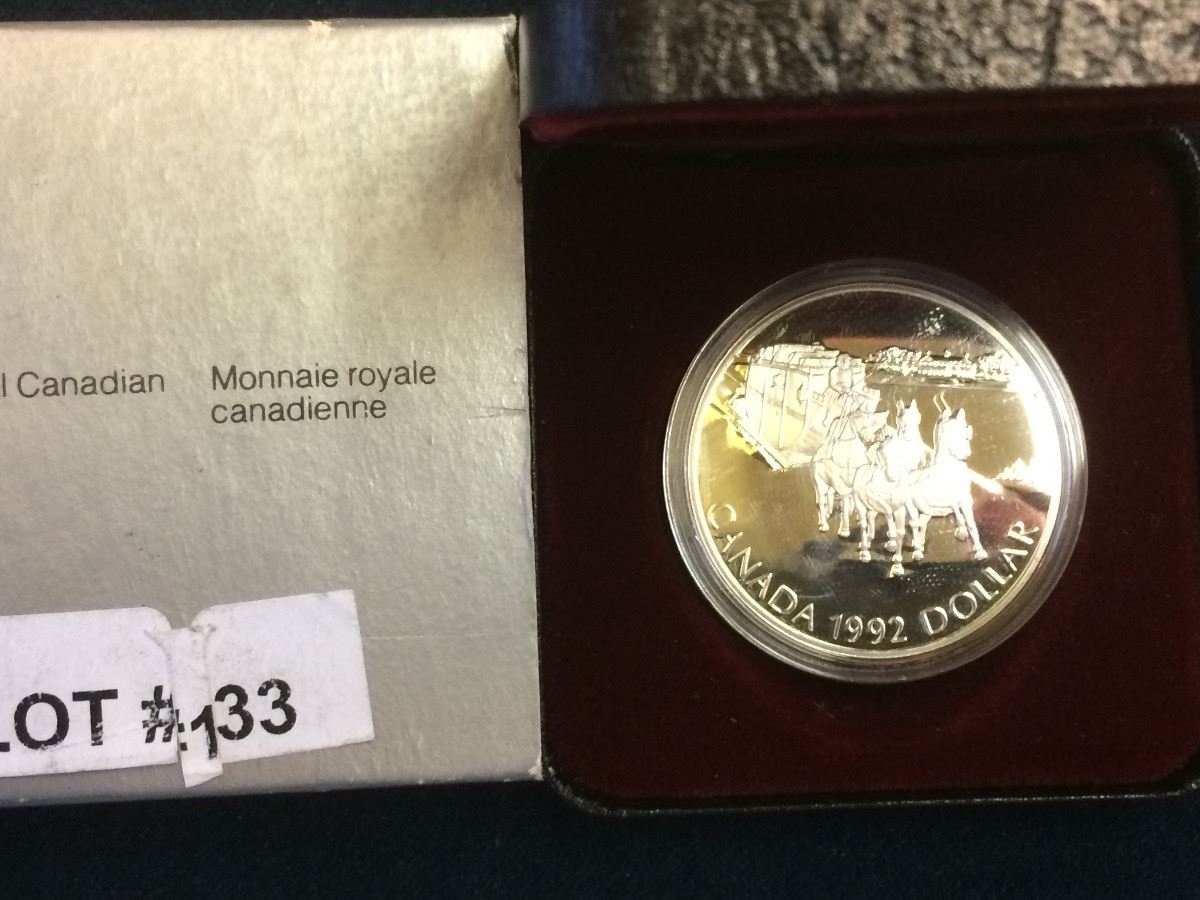 l Canadian
Monnaie royale
canadienne
LOT #133
CANADA 1992 DOLLAR